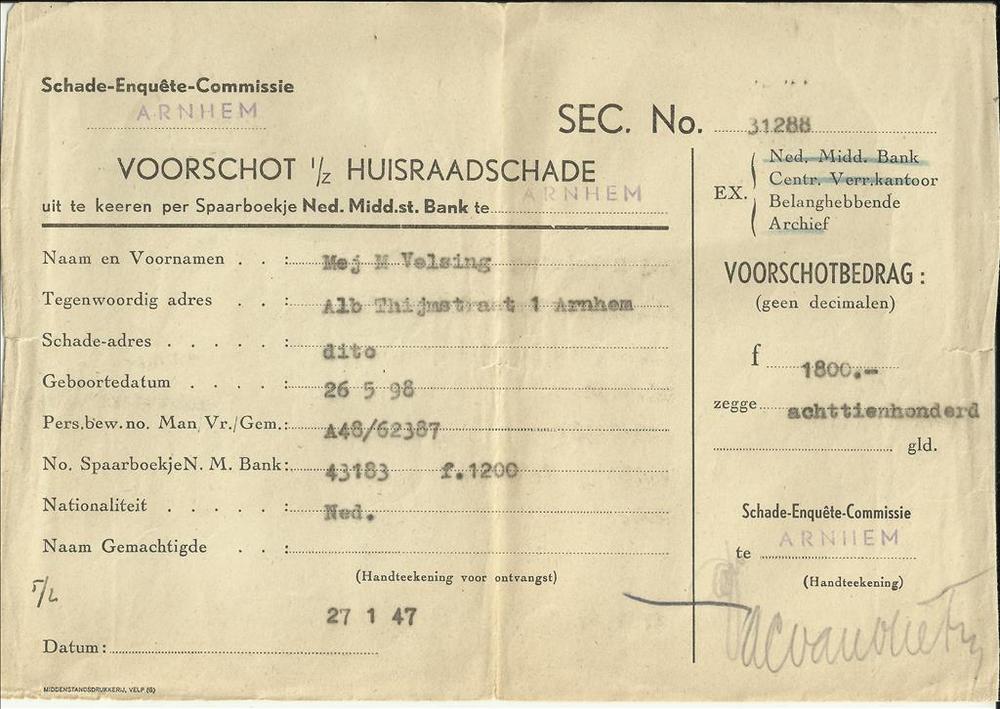 Schade-Enquête-Commissie
ARNHEM
SEC. No. 31288
VOORSCHOT 1/z HUISRAADSCHADE
uit te keeren per Spaarboekje Ned. Midd.st. Bank te ARNHEM
EX.
Ned. Midd. Bank
Centr. Verr.kantoor
Belanghebbende
Archief
Naam en Voornamen . . : Mej M Velsing
Tegenwoordig adres . . : Alb Thijmstraat 1 Arnhem
Schade-adres . . . . . : dito
Geboortedatum . . . . : 26 5 98
Pers.bew.no. Man Vr./Gem.: A48/62387
No. SpaarboekjeN. M. Bank: 43183 f.1200
Nationaliteit . . . . . : Ned.
Naam Gemachtigde . . :
(Handteekening voor ontvangst)
27 1 47
Datum:
MIDDENSTANDSDRUKKERIJ, VELP (G)
VOORSCHOTBEDRAG :
(geen decimalen)
f 1800.-
zegge achttienhonderd
gld.
Schade-Enquête-Commissie
te ARNHEM
(Handteekening)